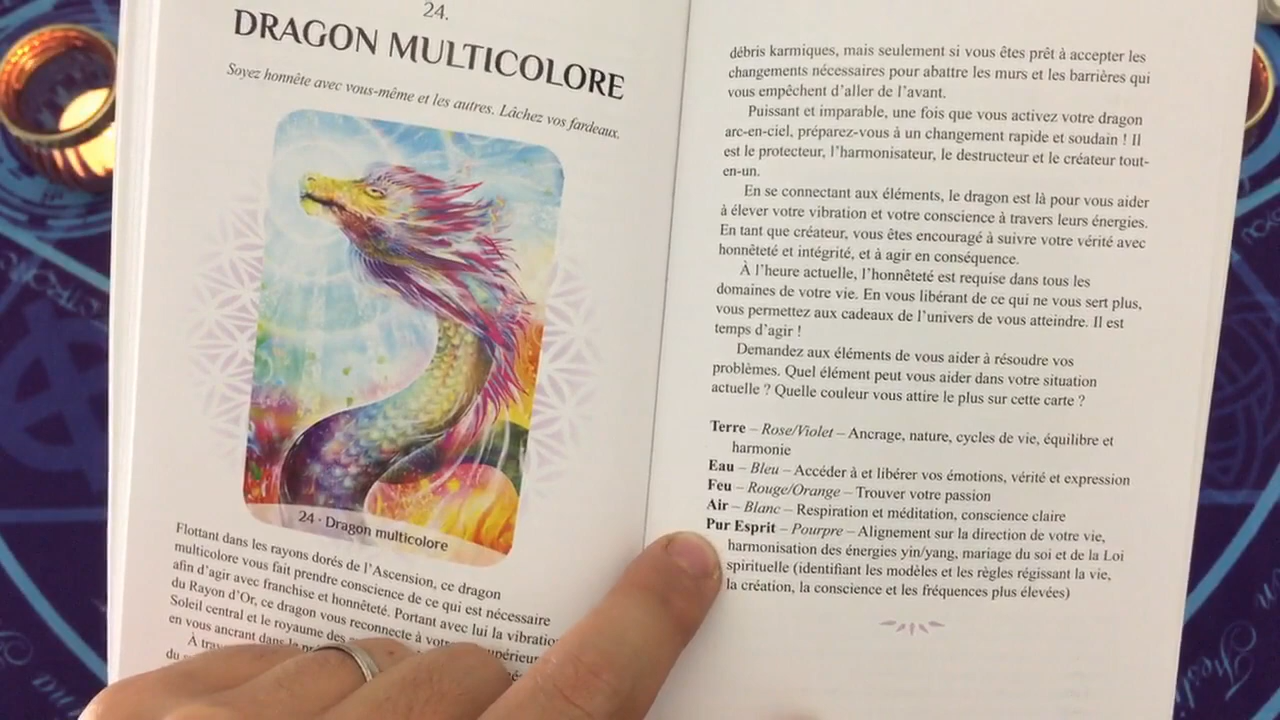 24.
DRAGON MULTICOLORE
Soyez honnête avec vous-même et les autres. Lâchez vos fardeaux.
24 · Dragon multicolore
Flottant dans les rayons dorés de l'Ascension, ce dragon
multicolore vous fait prendre conscience de ce qui est nécessaire
afin d'agir avec franchise et honnêteté. Portant avec lui la vibratio
du Rayon d'Or, ce dragon vous reconnecte à
Soleil central et le royaume des
en vous ancrant dans la
À
du
débris karmiques, mais seulement si vous êtes prêt à accepter les
changements nécessaires pour abattre les murs et les barrières qui
vous empêchent d'aller de l'avant.
Puissant et imparable, une fois que vous activez votre dragon
arc-en-ciel, préparez-vous à un changement rapide et soudain ! Il
est le protecteur, l'harmonisateur, le destructeur et le créateur tout-
en-un.
En se connectant aux éléments, le dragon est là pour vous aider
à élever votre vibration et votre conscience à travers leurs énergies.
En tant que créateur, vous êtes encouragé à suivre votre vérité avec
honnêteté et intégrité, et à agir en conséquence.
À l'heure actuelle, l'honnêteté est requise dans tous les
domaines de votre vie. En vous libérant de ce qui ne vous sert plus,
vous permettez aux cadeaux de l'univers de vous atteindre. Il est
temps d'agir !
Demandez aux éléments de vous aider à résoudre vos
problèmes. Quel élément peut vous aider dans votre situation
actuelle ? Quelle couleur vous attire le plus sur cette carte ?
Terre – Rose/Violet – Ancrage, nature, cycles de vie, équilibre et
harmonie
Eau – Bleu – Accéder à et libérer vos émotions, vérité et expression
Feu – Rouge/Orange – Trouver votre passion
Air – Blanc – Respiration et méditation, conscience claire
Pur Esprit – Pourpre – Alignement sur la direction de votre vie,
harmonisation des énergies yin/yang, mariage du soi et de la Loi
spirituelle (identifiant les modèles et les règles régissant la vie,
la création, la conscience et les fréquences plus élevées)